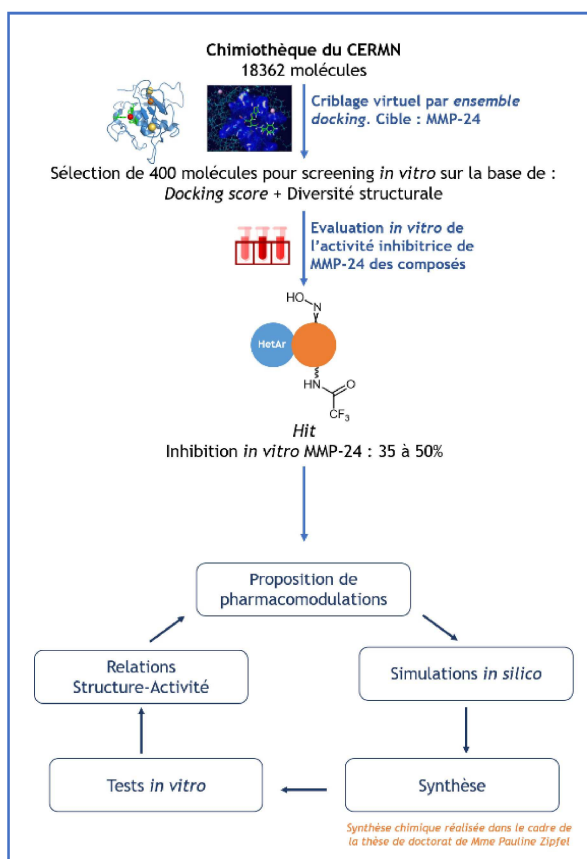 Chimiothèque du CERMN
18362 molécules
Criblage virtuel par ensemble
docking. Cible : MMP-24
Sélection de 400 molécules pour screening in vitro sur la base de :
Docking score + Diversité structurale
Evaluation in vitro de
l'activité inhibitrice de
MMP-24 des composés
HO
N
HetAr
HN
O
CF3
Hit
Inhibition in vitro MMP-24 : 35 à 50%
Proposition de
pharmacomodulations
Relations
Structure-Activité
Simulations in silico
Tests in vitro
Synthèse
Synthèse chimique réalisée dans le cadre de
la thèse de doctorat de Mme Pauline Zipfel